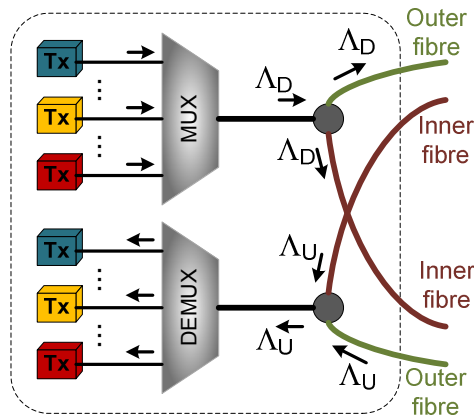 Outer
fibre
ΛD
Tx
MUX
ΛD
Tx
Inner
fibre
ΛD
Tx
Tx
ΛU
DEMUX
Inner
fibre
Tx
ΛU
ΛU
Tx
Outer
fibre